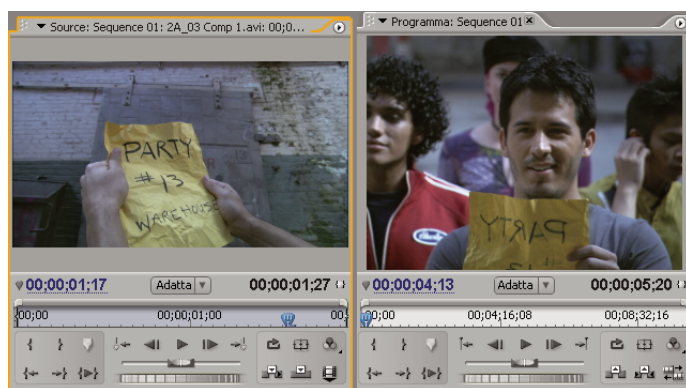 Source: Sequence 01: 2A_03 Comp 1.avi: 00;0...
PARTY
#13
WAREHOUSE
00;00;01;17
Adatta
00;00;01;27
00;00
00;00;01;00
00;
Programma: Sequence 01
PARTY
13
00;00;04;13
Adatta
00;00;05;20
00;00
00;04;16;08
00;08;32;16